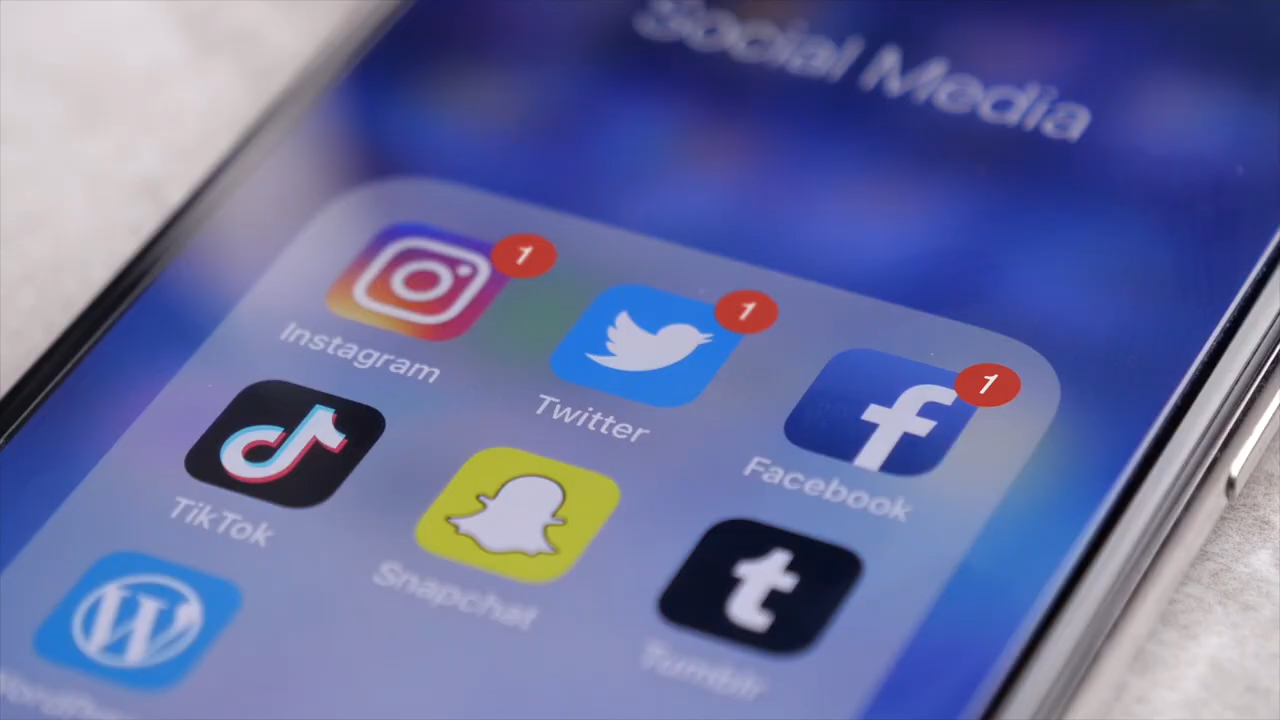 Social Media
1
1
1
Instagram
Twitter
Facebook
TikTok
Snapchat
Tumblr